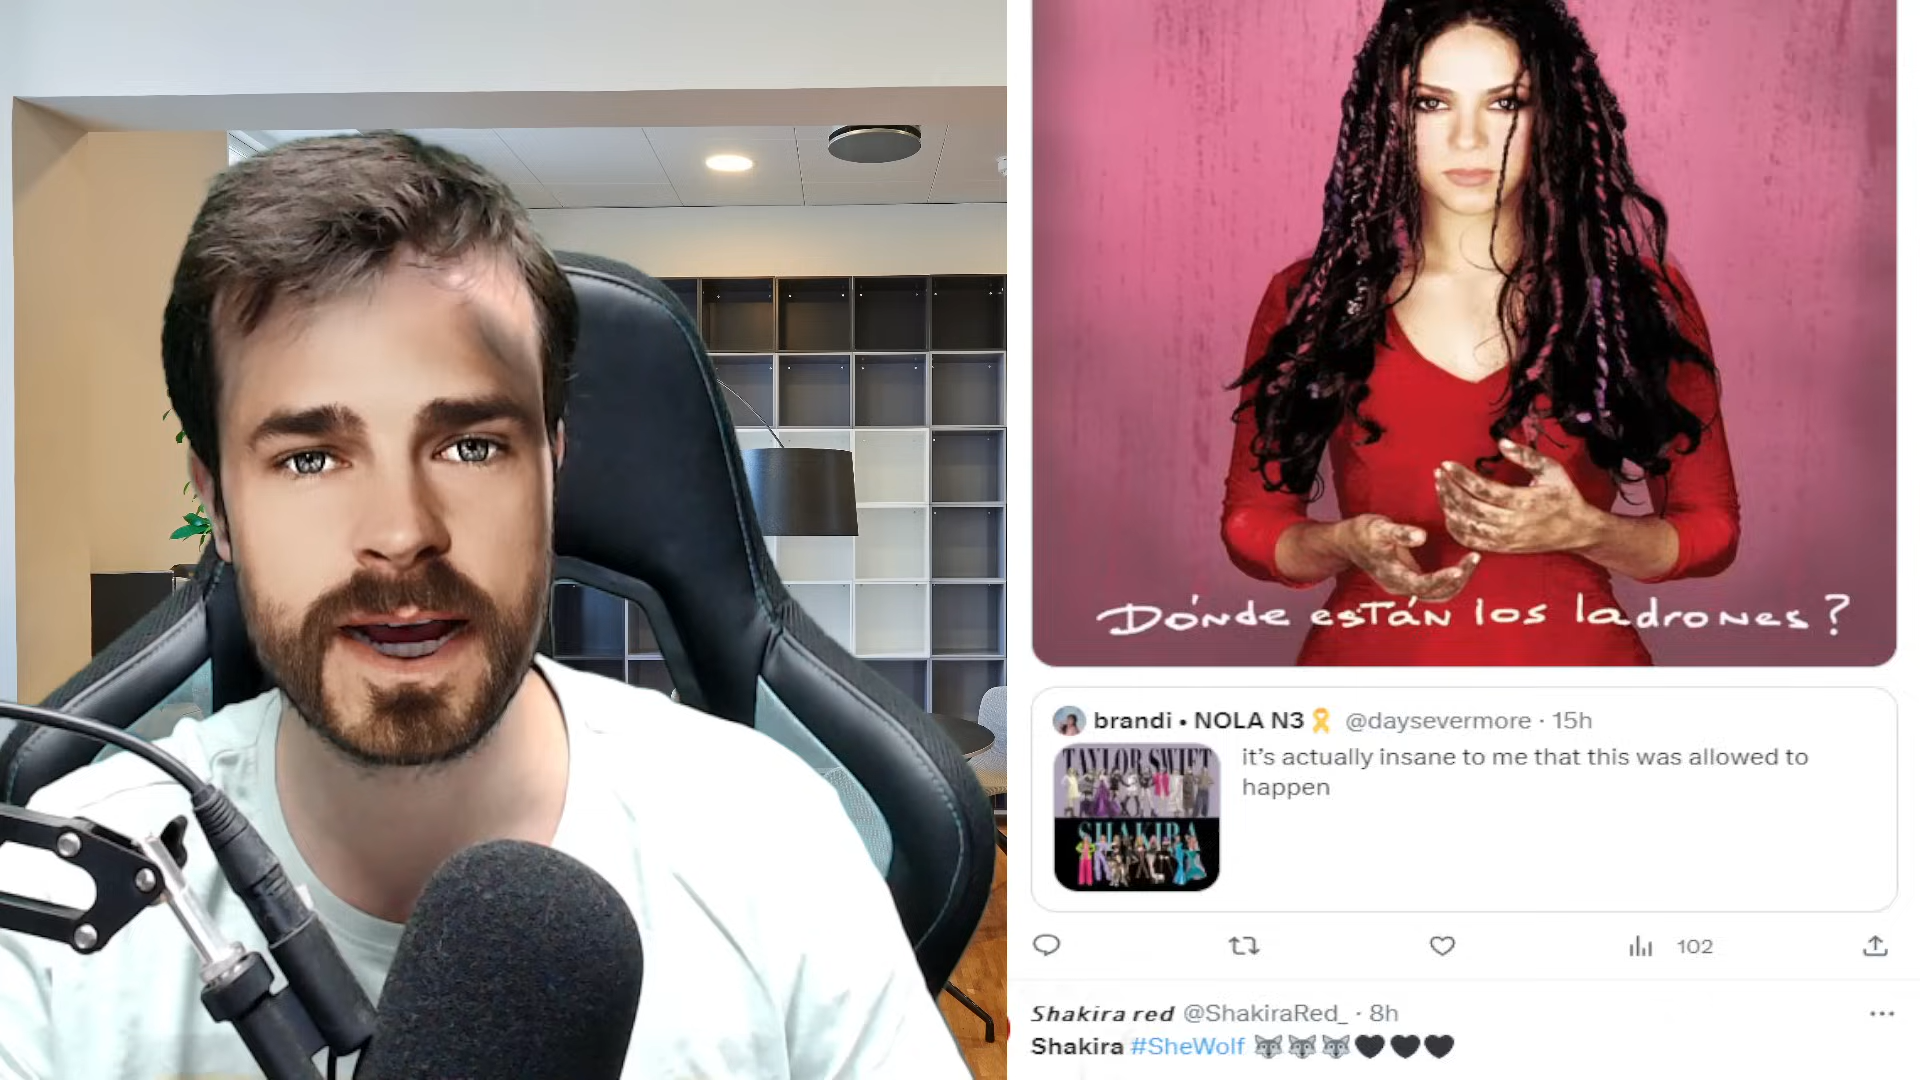 Dónde están los ladrones?
brandi • NOLA N3 🎗 @daysevermore · 15h
TAYLOR SWIFT
SHAKIRA
it’s actually insane to me that this was allowed to
happen
102
Shakira red @ShakiraRed_ · 8h
Shakira #SheWolf 🐺🐺🐺🖤🖤🖤